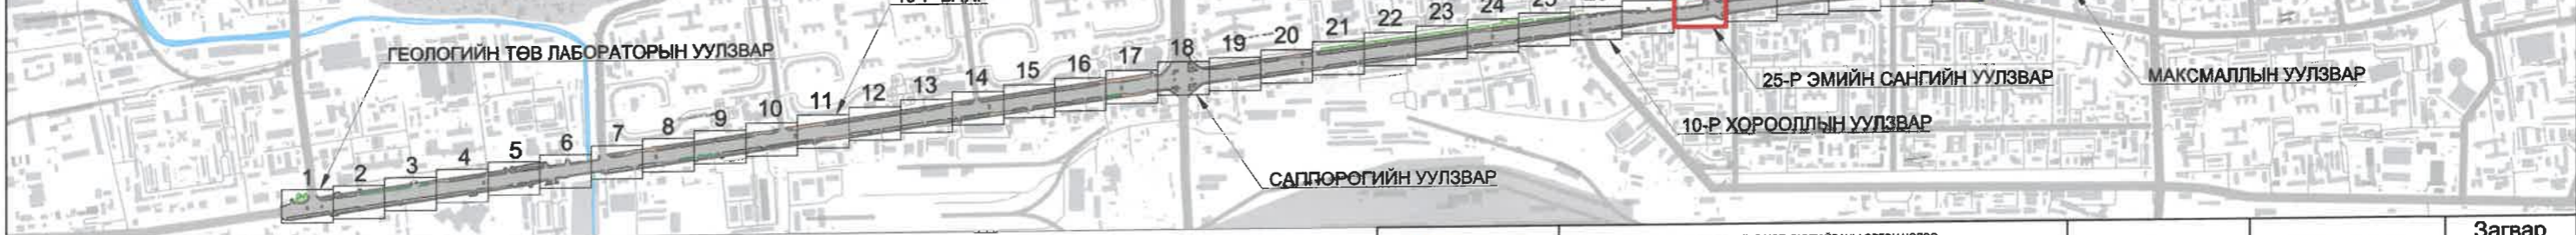 ГЕОЛОГИЙН ТӨВ ЛАБОРАТОРЫН УУЛЗВАР
1 2 3 4 5 6 7 8 9 10 11 12 13 14 15 16 17 18 19 20 21 22 23 24
25-Р ЭМИЙН САНГИЙН УУЛЗВАР
МАКСМАЛЛЫН УУЛЗВАР
10-Р ХОРООЛЛЫН УУЛЗВАР
САППОРОГИЙН УУЛЗВАР
Загвар